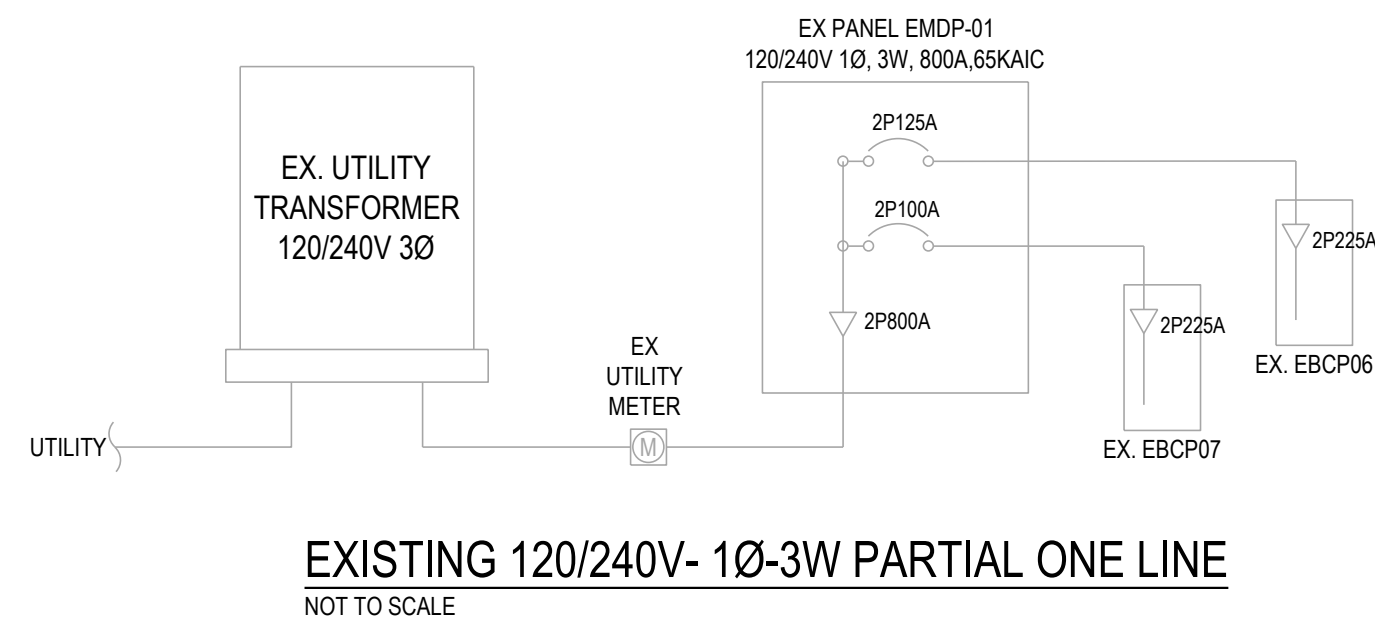 EX PANEL EMDP-01
120/240V 1Ø, 3W, 800A,65KAIC
EX. UTILITY
TRANSFORMER
120/240V 3Ø
2P125A
2P100A
2P800A
2P225A
EX. EBCP06
2P225A
EX. EBCP07
EX
UTILITY
METER
M
UTILITY
EXISTING 120/240V- 1Ø-3W PARTIAL ONE LINE
NOT TO SCALE